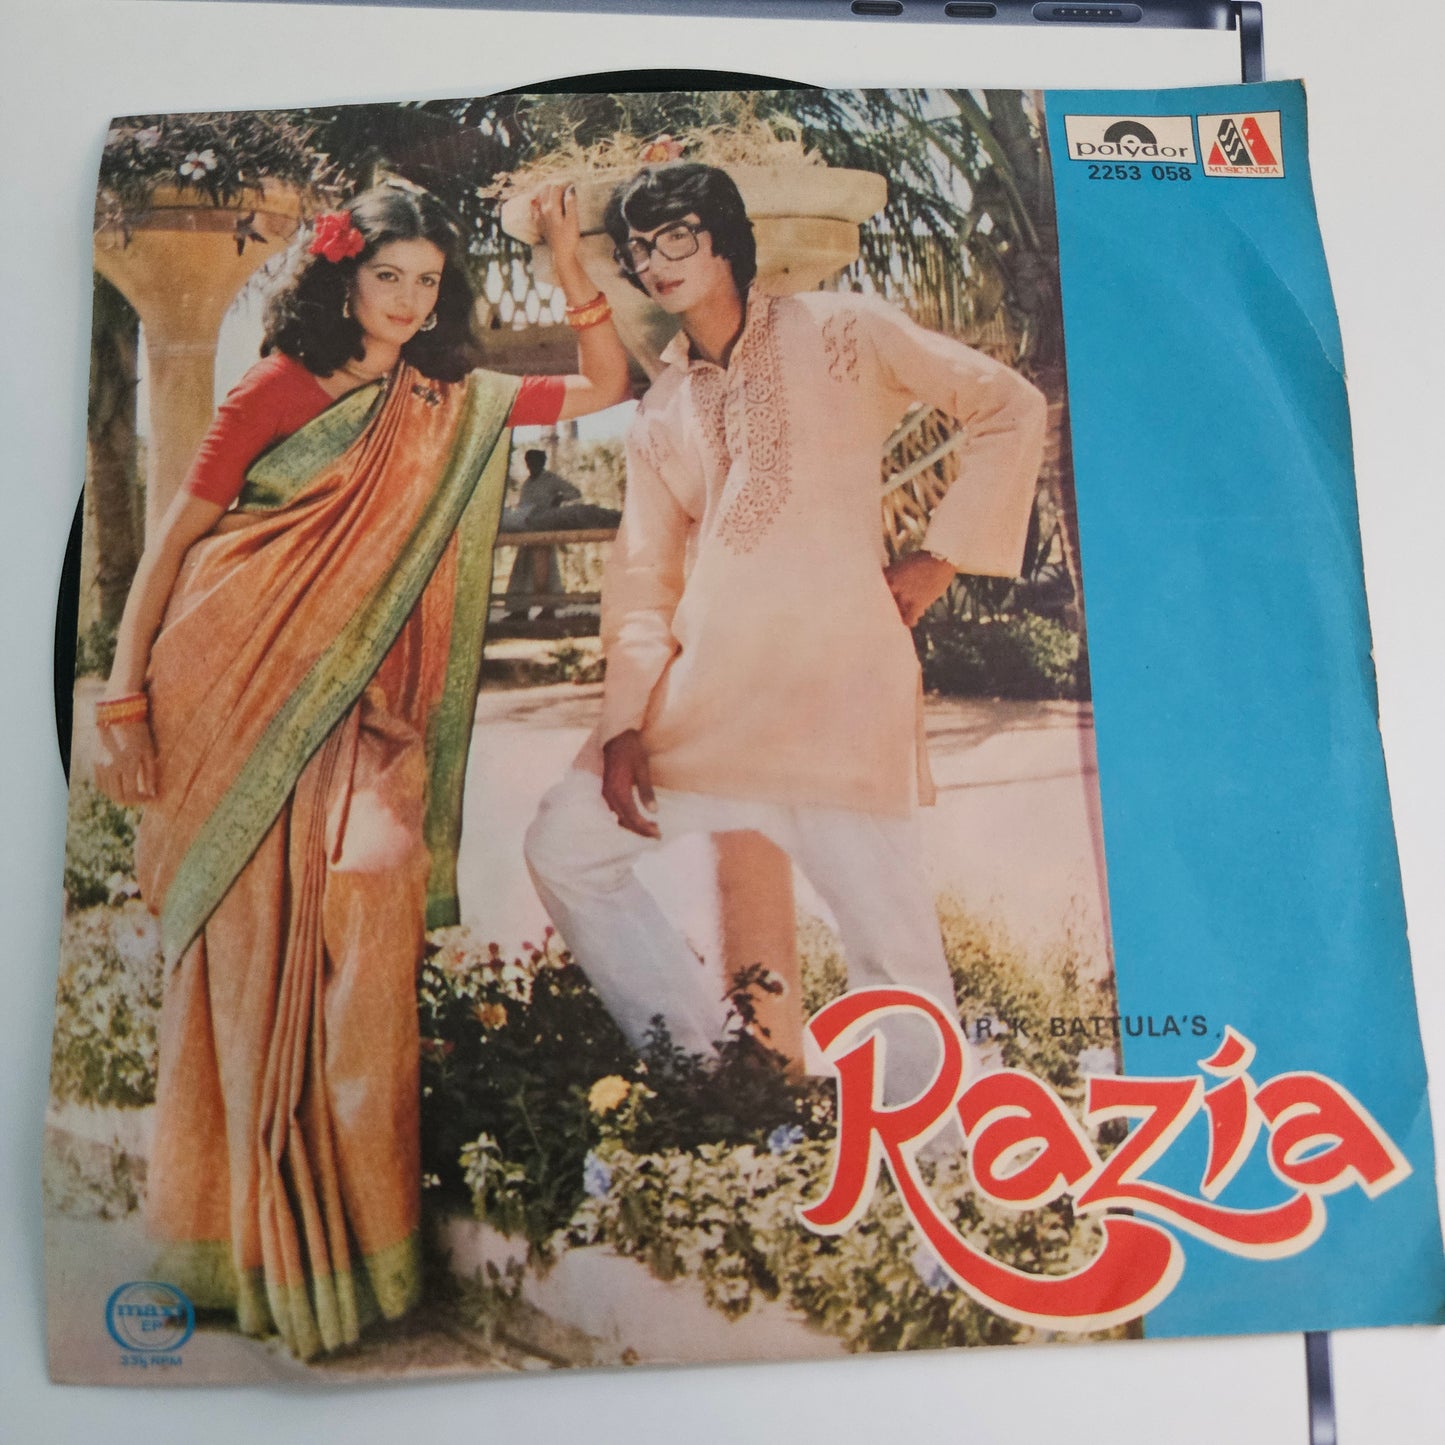 polydor
2253 058
MUSIC INDIA
R. K. BATTULA'S
Razia
maxi
EP
33⅓ RPM